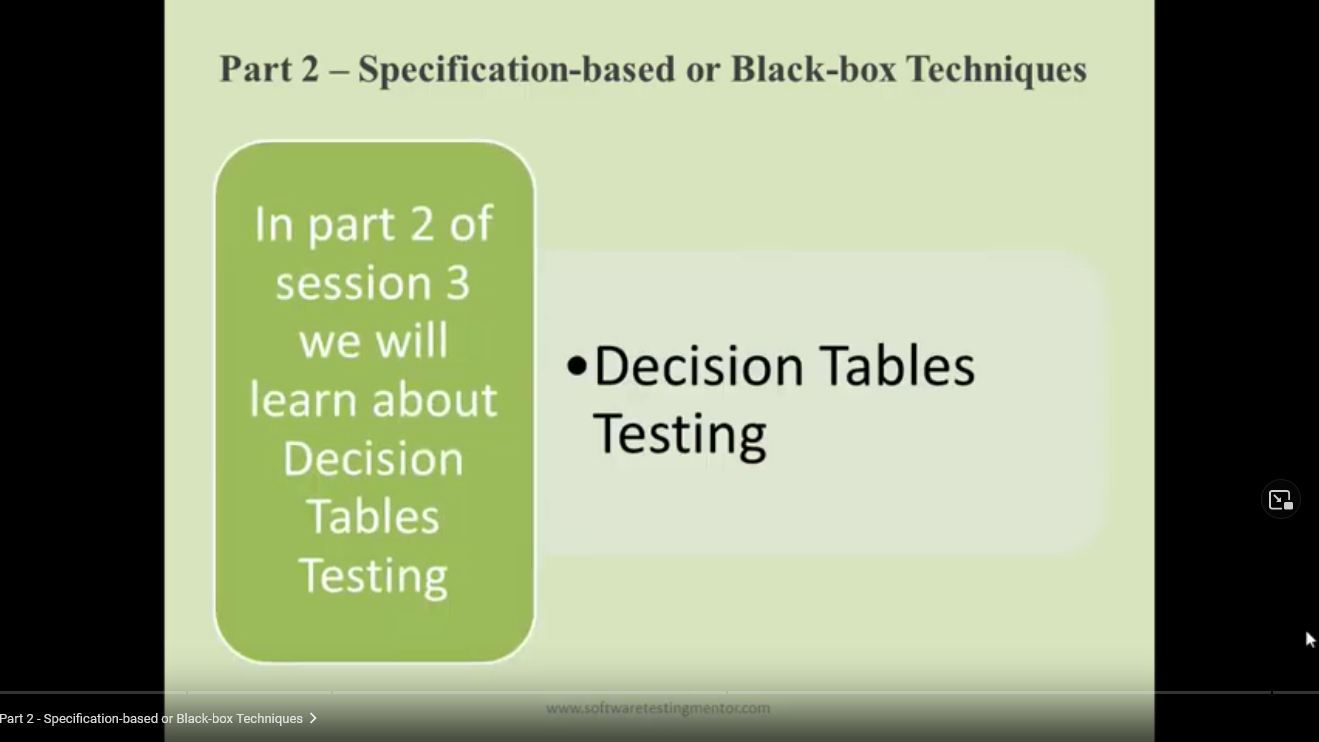 Part 2 – Specification-based or Black-box Techniques
In part 2 of
session 3
we will
learn about
Decision
Tables
Testing
•Decision Tables
Testing
www.softwaretestingmentor.com
Part 2 - Specification-based or Black-box Techniques